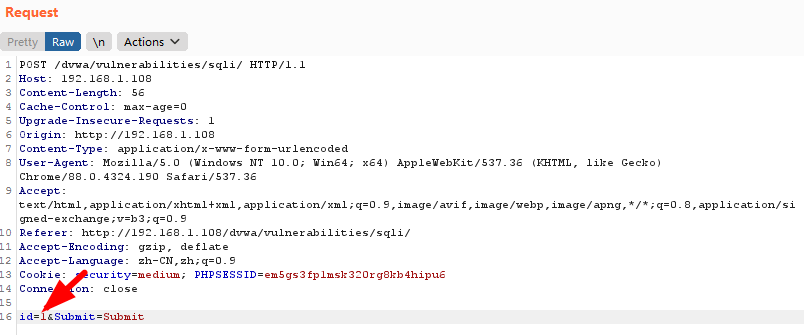 Request
Pretty Raw \n Actions
1 POST /dvwa/vulnerabilities/sqli/ HTTP/1.1
2 Host: 192.168.1.108
3 Content-Length: 56
4 Cache-Control: max-age=0
5 Upgrade-Insecure-Requests: 1
6 Origin: http://192.168.1.108
7 Content-Type: application/x-www-form-urlencoded
8 User-Agent: Mozilla/5.0 (Windows NT 10.0; Win64; x64) AppleWebKit/537.36 (KHTML, like Gecko)
Chrome/88.0.4324.190 Safari/537.36
9 Accept:
text/html,application/xhtml+xml,application/xml;q=0.9,image/avif,image/webp,image/apng,*/*;q=0.8,application/si
gned-exchange;v=b3;q=0.9
10 Referer: http://192.168.1.108/dvwa/vulnerabilities/sqli/
11 Accept-Encoding: gzip, deflate
12 Accept-Language: zh-CN,zh;q=0.9
13 Cookie: security=medium; PHPSESSID=em5gs3fplmsk320rg8kb4hipu6
14 Connection: close
15
16 id=1&Submit=Submit